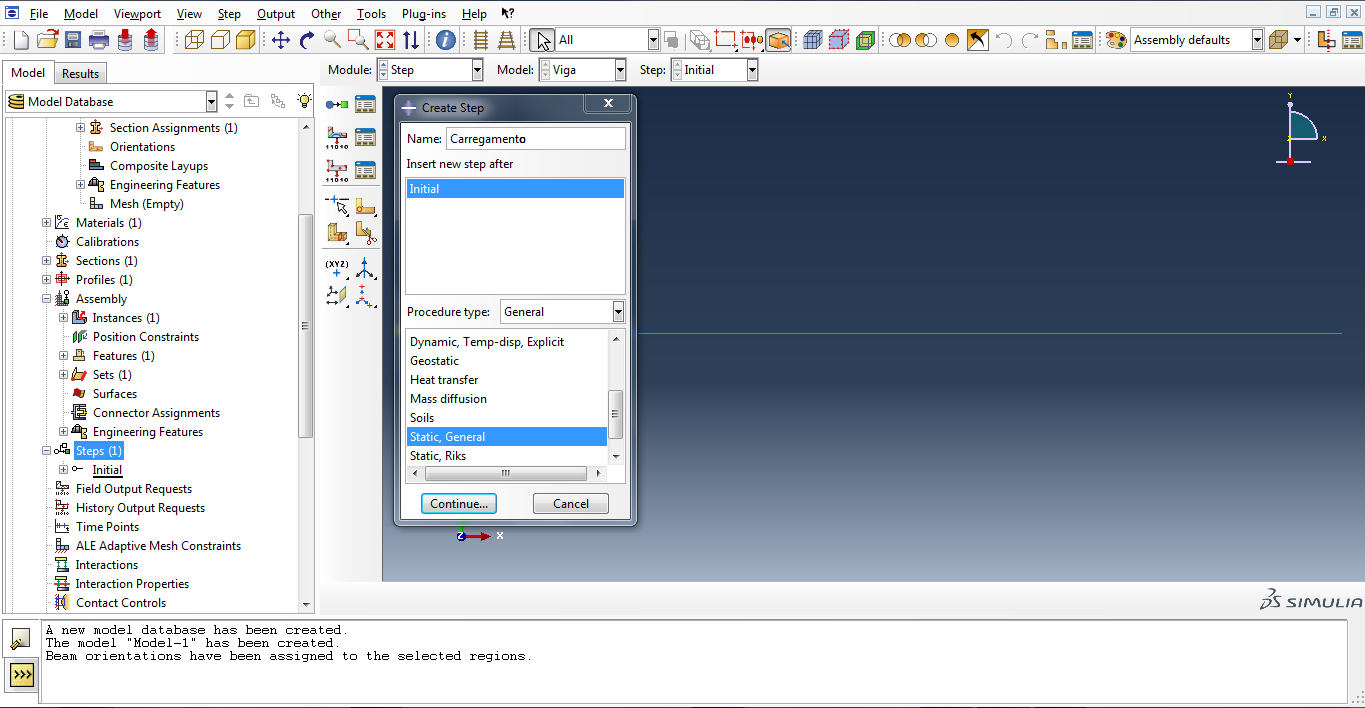 File Model Viewport View Step Output Other Tools Plug-ins Help
All
Assembly defaults
Model Results
Module: Step Model: Viga Step: Initial
Model Database
Section Assignments (1)
Orientations
Composite Layups
Engineering Features
Mesh (Empty)
Materials (1)
Calibrations
Sections (1)
Profiles (1)
Assembly
Instances (1)
Position Constraints
Features (1)
Sets (1)
Surfaces
Connector Assignments
Engineering Features
Steps (1)
Initial
Field Output Requests
History Output Requests
Time Points
ALE Adaptive Mesh Constraints
Interactions
Interaction Properties
Contact Controls
11010
11010
(XYZ)
Create Step
Name: Carregamento
Insert new step after
Initial
Procedure type: General
Dynamic, Temp-disp, Explicit
Geostatic
Heat transfer
Mass diffusion
Soils
Static, General
Static, Riks
Continue... Cancel
Y
Z
X
Z X
SIMULIA
A new model database has been created.
The model "Model-1" has been created.
Beam orientations have been assigned to the selected regions.
>>>